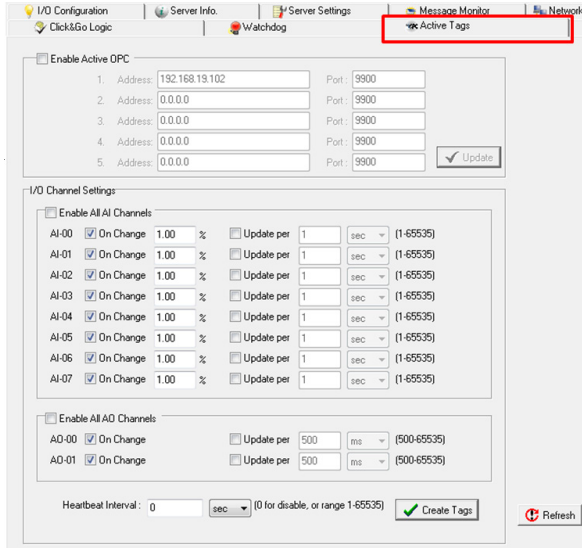 I/O Configuration Server Info. Server Settings Message Monitor Network
Click&Go Logic Watchdog Active Tags
Enable Active OPC
1. Address: 192.168.19.102 Port: 9900
2. Address: 0.0.0.0 Port: 9900
3. Address: 0.0.0.0 Port: 9900
4. Address: 0.0.0.0 Port: 9900
5. Address: 0.0.0.0 Port: 9900 Update
I/O Channel Settings
Enable All AI Channels
AI-00 On Change 1.00 % Update per 1 sec (1-65535)
AI-01 On Change 1.00 % Update per 1 sec (1-65535)
AI-02 On Change 1.00 % Update per 1 sec (1-65535)
AI-03 On Change 1.00 % Update per 1 sec (1-65535)
AI-04 On Change 1.00 % Update per 1 sec (1-65535)
AI-05 On Change 1.00 % Update per 1 sec (1-65535)
AI-06 On Change 1.00 % Update per 1 sec (1-65535)
AI-07 On Change 1.00 % Update per 1 sec (1-65535)
Enable All AO Channels
AO-00 On Change Update per 500 ms (500-65535)
AO-01 On Change Update per 500 ms (500-65535)
Heartbeat Interval : 0 sec (0 for disable, or range 1-65535) Create Tags
Refresh